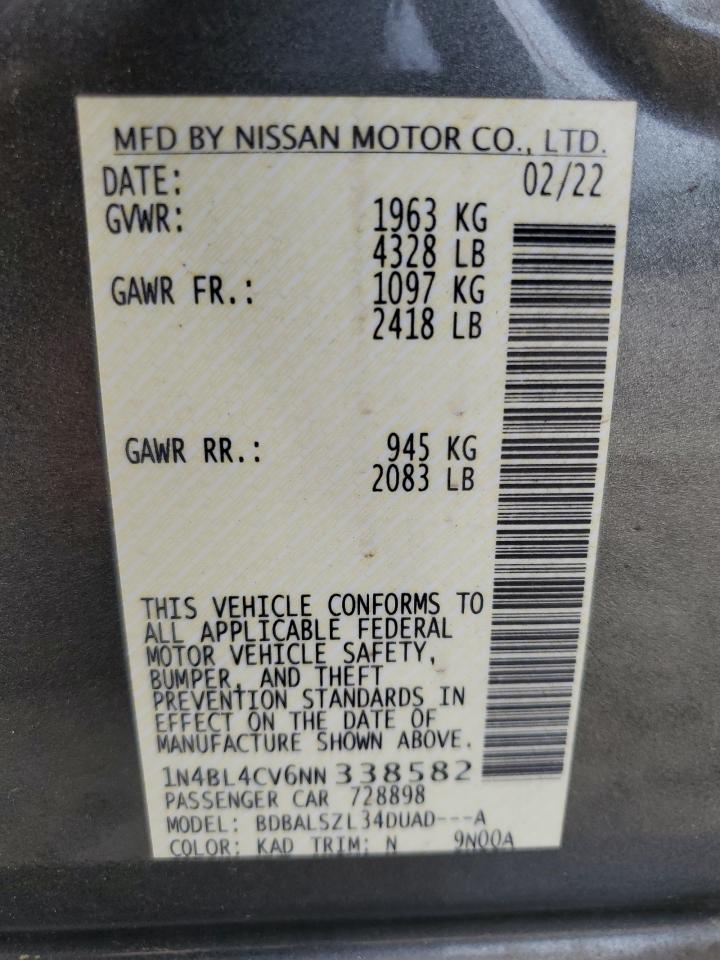 MFD BY NISSAN MOTOR CO., LTD.
DATE: 02/22
GVWR: 1963 KG
4328 LB
GAWR FR.: 1097 KG
2418 LB
GAWR RR.: 945 KG
2083 LB
THIS VEHICLE CONFORMS TO
ALL APPLICABLE FEDERAL
MOTOR VEHICLE SAFETY,
BUMPER, AND THEFT
PREVENTION STANDARDS IN
EFFECT ON THE DATE OF
MANUFACTURE SHOWN ABOVE.
1N4BL4CV6NN338582
PASSENGER CAR 728898
MODEL: BDBALSZL34DUAD---A
COLOR: KAD TRIM: N 9N00A